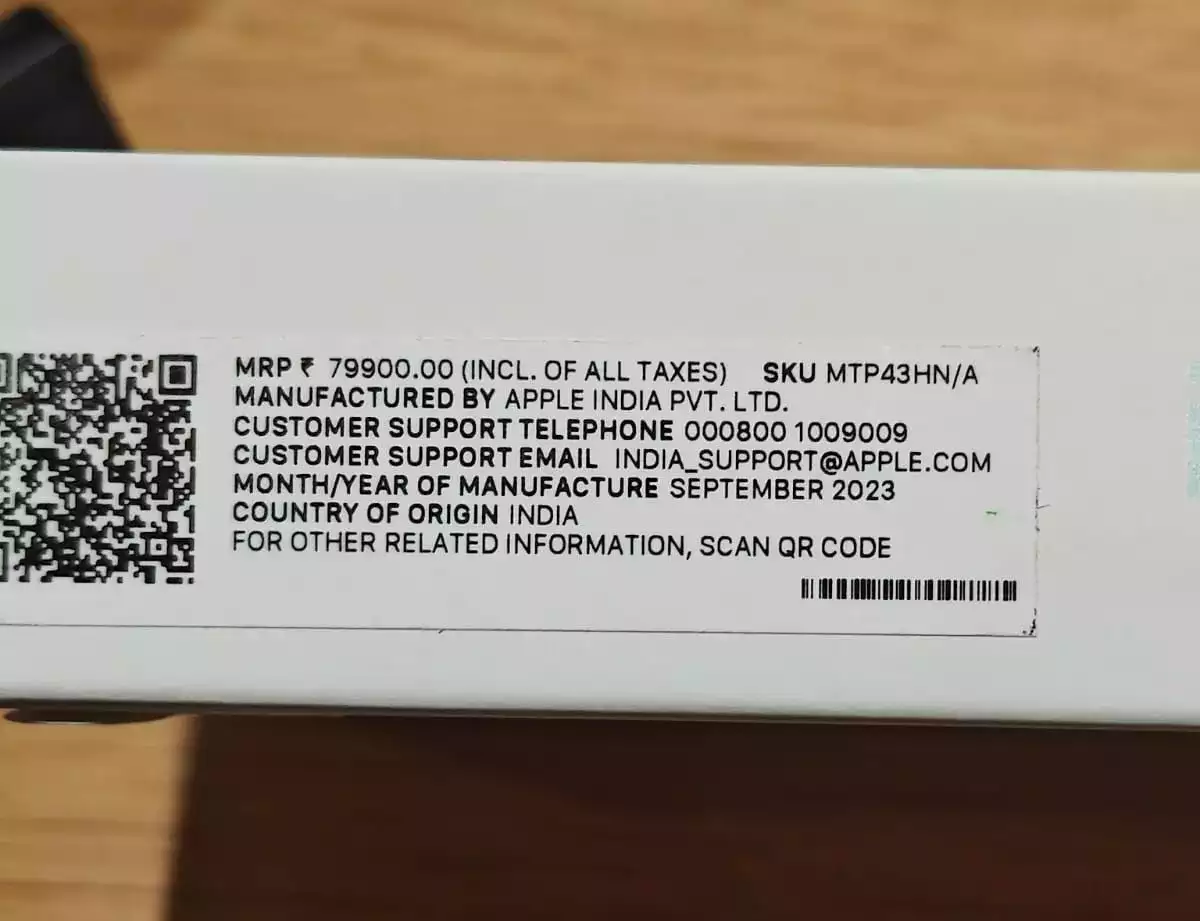 MRP ₹ 79900.00 (INCL. OF ALL TAXES) SKU MTP43HN/A
MANUFACTURED BY APPLE INDIA PVT. LTD.
CUSTOMER SUPPORT TELEPHONE 000800 1009009
CUSTOMER SUPPORT EMAIL INDIA_SUPPORT@APPLE.COM
MONTH/YEAR OF MANUFACTURE SEPTEMBER 2023
COUNTRY OF ORIGIN INDIA
FOR OTHER RELATED INFORMATION, SCAN QR CODE